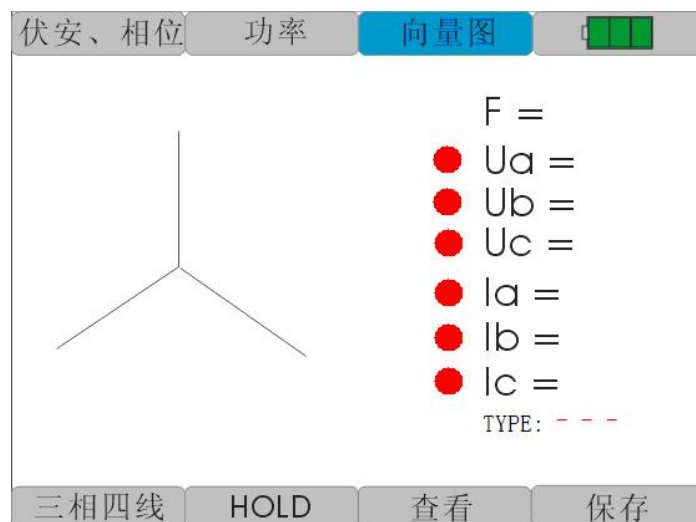 伏安、相位 功率 向量图
F =
Ua =
Ub =
Uc =
Ia =
Ib =
Ic =
TYPE: - - -
三相四线 HOLD 查看 保存